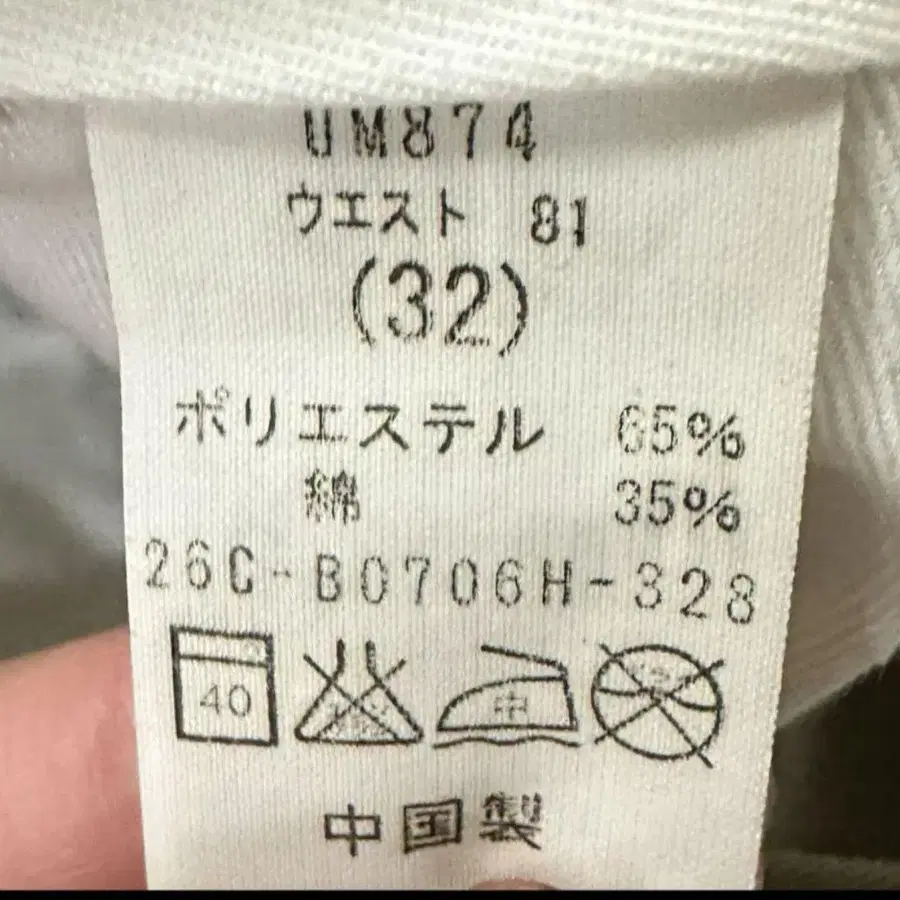 UM874
ウエスト 81
(32)
ポリエステル 65%
綿 35%
26C-B0706H-328
40 中
中国製